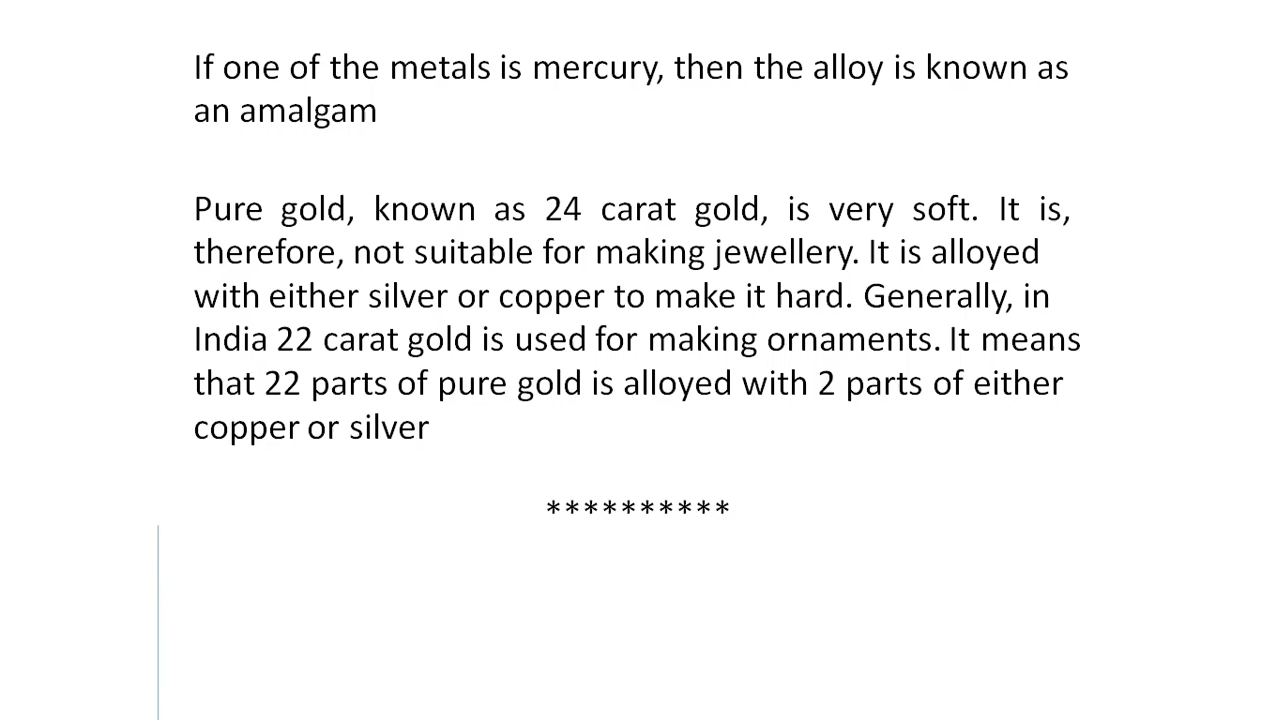 If one of the metals is mercury, then the alloy is known as
an amalgam
Pure gold, known as 24 carat gold, is very soft. It is,
therefore, not suitable for making jewellery. It is alloyed
with either silver or copper to make it hard. Generally, in
India 22 carat gold is used for making ornaments. It means
that 22 parts of pure gold is alloyed with 2 parts of either
copper or silver
**********